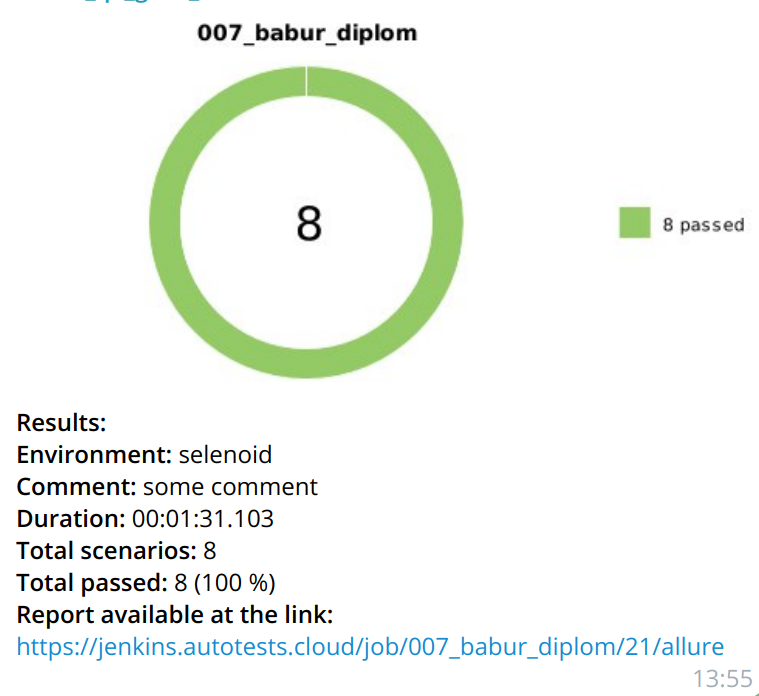 007_babur_diplom
8
8 passed
Results:
Environment: selenoid
Comment: some comment
Duration: 00:01:31.103
Total scenarios: 8
Total passed: 8 (100 %)
Report available at the link:
https://jenkins.autotests.cloud/job/007_babur_diplom/21/allure
13:55